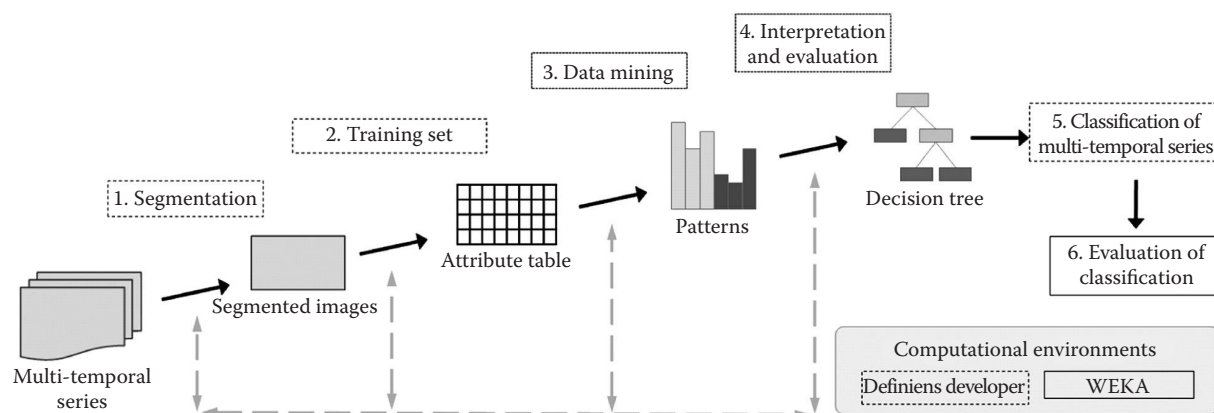 4. Interpretation
and evaluation
3. Data mining
2. Training set
5. Classification of
multi-temporal series
1. Segmentation
Decision tree
Patterns
Attribute table
6. Evaluation of
classification
Segmented images
Multi-temporal
series
Computational environments
Definiens developer
WEKA